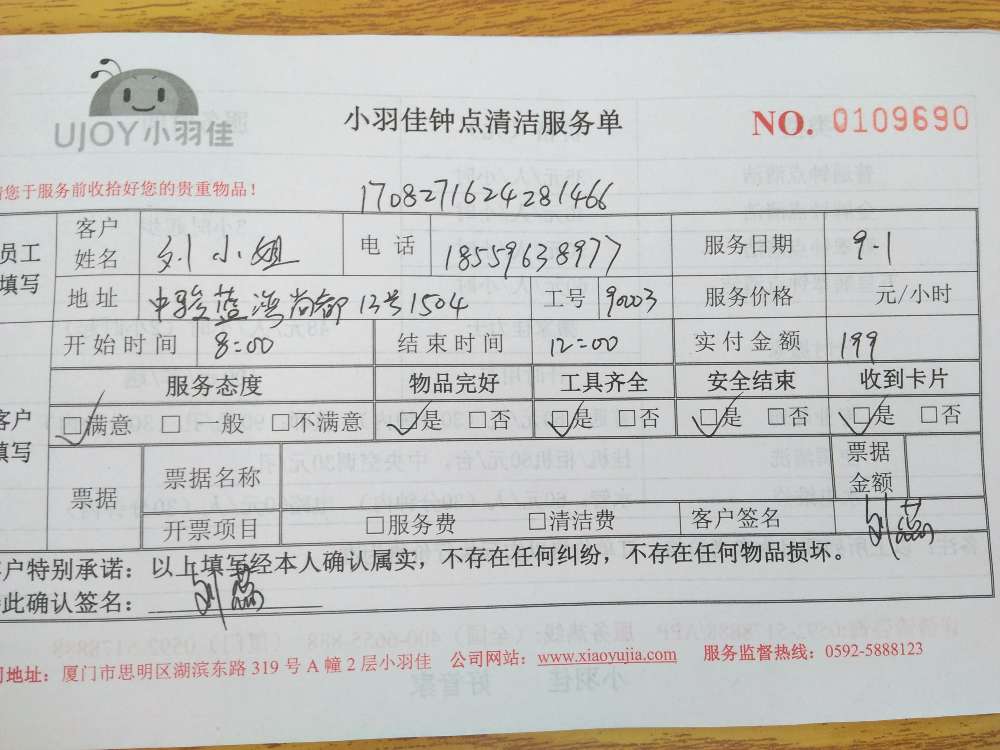 UJOY小羽佳
小羽佳钟点清洁服务单
NO. 0109690
您于服务前收拾好您的贵重物品！
1708271624281466
员工填写
客户姓名 刘小姐 电话 18559638977 服务日期 9-1
地址 中骏蓝湾尚都13号1504 工号 90003 服务价格 元/小时
开始时间 8:00 结束时间 12:00 实付金额 199
客户填写
服务态度 物品完好 工具齐全 安全结束 收到卡片
☑满意 □一般 □不满意 ☑是 □否 ☑是 □否 ☑是 □否 ☑是 □否
票据 票据名称 票据金额
开票项目 □服务费 □清洁费 客户签名 刘蕊
户特别承诺：以上填写经本人确认属实，不存在任何纠纷，不存在任何物品损坏。
此确认签名：刘蕊
地址：厦门市思明区湖滨东路 319 号 A 幢 2 层小羽佳 公司网站：www.xiaoyujia.com 服务监督热线：0592-5888123